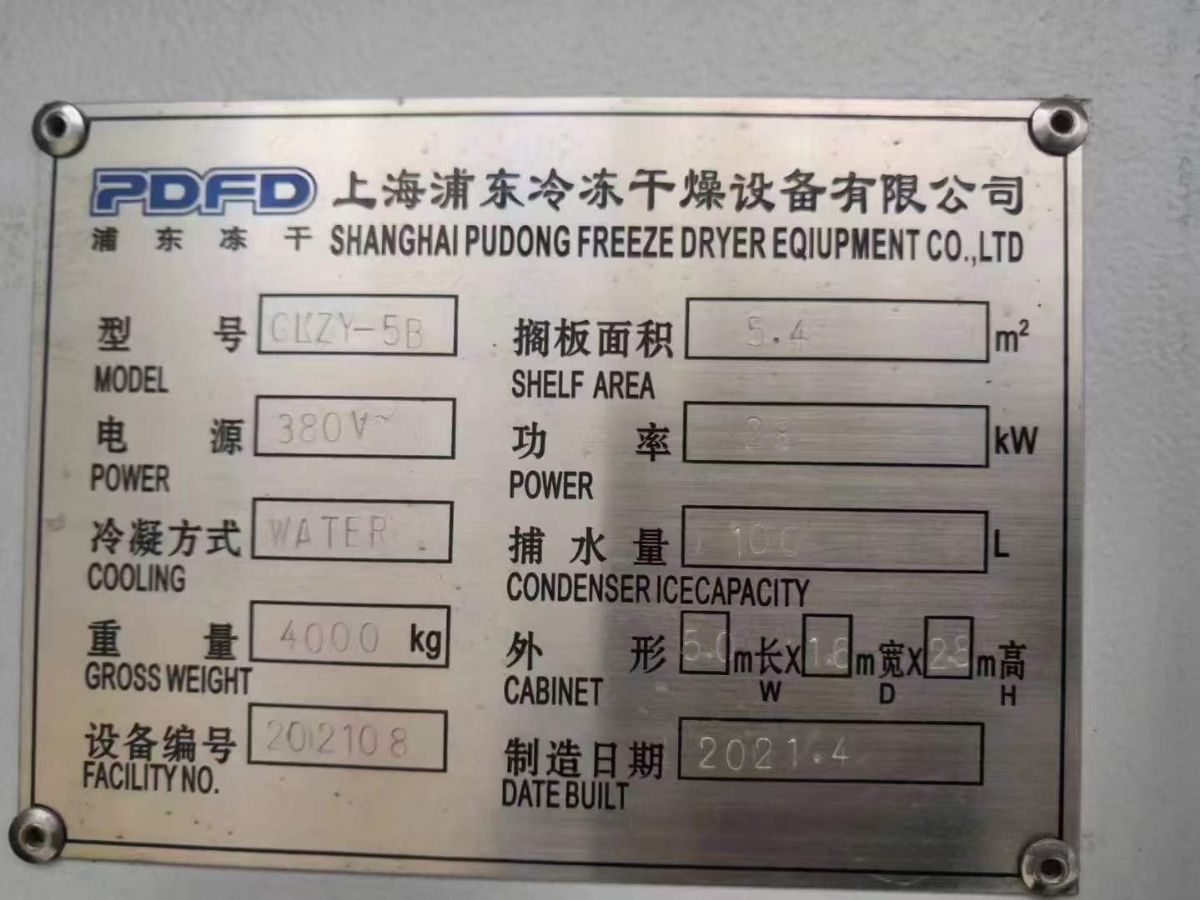 PDFD 上海浦东冷冻干燥设备有限公司
浦东冻干 SHANGHAI PUDONG FREEZE DRYER EQIUPMENT CO.,LTD
型号 GLZY-5B 搁板面积 5.4 m²
MODEL SHELF AREA
电源 380V~ 功率 28 kW
POWER POWER
冷凝方式 WATER. 捕水量 100 L
COOLING CONDENSER ICECAPACITY
重量 4000 kg 外形 5.0 m长X 1.8 m宽X 2.8 m高
GROSS WEIGHT CABINET W D H
设备编号 202108 制造日期 2021.4
FACILITY NO. DATE BUILT